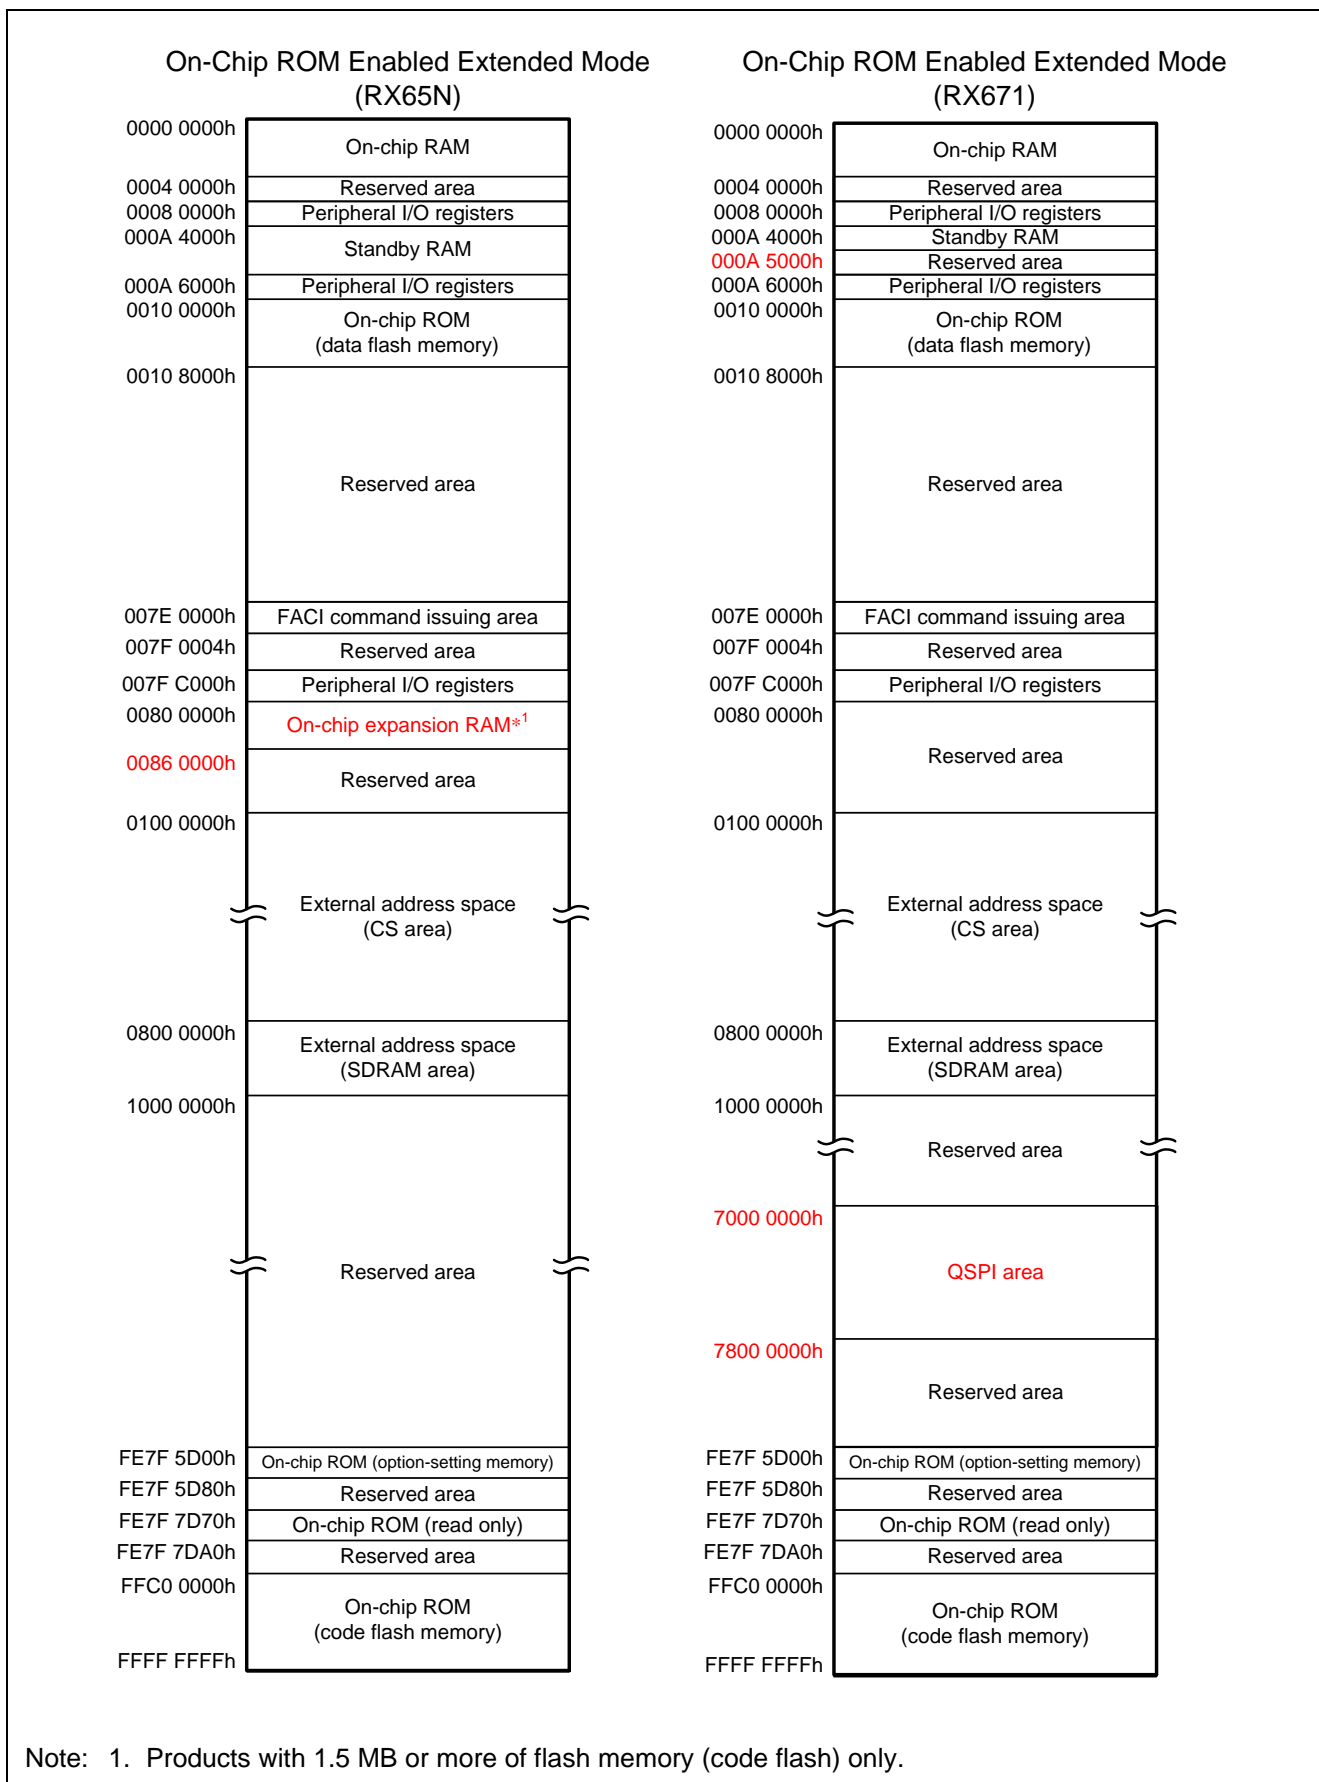 On-Chip ROM Enabled Extended Mode
(RX65N)
0000 0000h
On-chip RAM
0004 0000h
Reserved area
0008 0000h
Peripheral I/O registers
000A 4000h
Standby RAM
000A 6000h
Peripheral I/O registers
0010 0000h
On-chip ROM
(data flash memory)
0010 8000h
Reserved area
007E 0000h
FACI command issuing area
007F 0004h
Reserved area
007F C000h
Peripheral I/O registers
0080 0000h
On-chip expansion RAM*1
0086 0000h
Reserved area
0100 0000h
External address space
(CS area)
0800 0000h
External address space
(SDRAM area)
1000 0000h
Reserved area
FE7F 5D00h
On-chip ROM (option-setting memory)
FE7F 5D80h
Reserved area
FE7F 7D70h
On-chip ROM (read only)
FE7F 7DA0h
Reserved area
FFC0 0000h
On-chip ROM
(code flash memory)
FFFF FFFFh
On-Chip ROM Enabled Extended Mode
(RX671)
0000 0000h
On-chip RAM
0004 0000h
Reserved area
0008 0000h
Peripheral I/O registers
000A 4000h
Standby RAM
000A 5000h
Reserved area
000A 6000h
Peripheral I/O registers
0010 0000h
On-chip ROM
(data flash memory)
0010 8000h
Reserved area
007E 0000h
FACI command issuing area
007F 0004h
Reserved area
007F C000h
Peripheral I/O registers
0080 0000h
Reserved area
0100 0000h
External address space
(CS area)
0800 0000h
External address space
(SDRAM area)
1000 0000h
Reserved area
7000 0000h
QSPI area
7800 0000h
Reserved area
FE7F 5D00h
On-chip ROM (option-setting memory)
FE7F 5D80h
Reserved area
FE7F 7D70h
On-chip ROM (read only)
FE7F 7DA0h
Reserved area
FFC0 0000h
On-chip ROM
(code flash memory)
FFFF FFFFh
Note: 1. Products with 1.5 MB or more of flash memory (code flash) only.